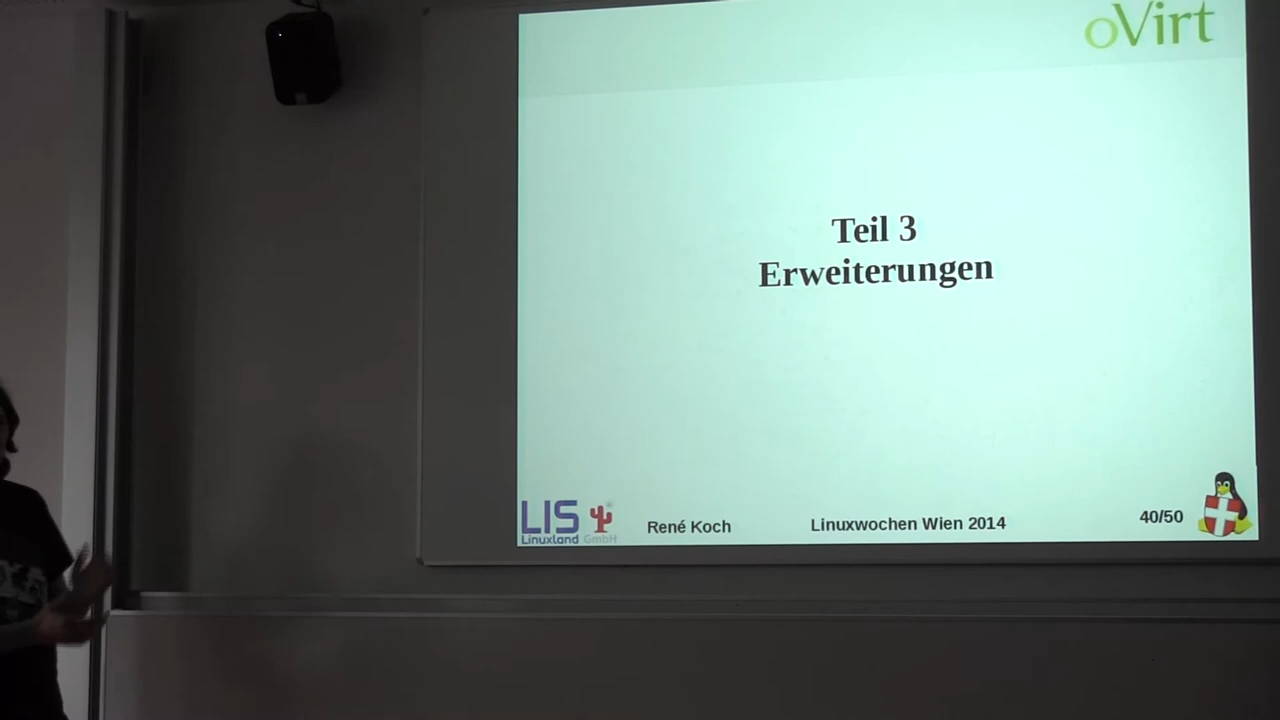 oVirt
Teil 3
Erweiterungen
LIS
Linuxland GmbH
René Koch
Linuxwochen Wien 2014
40/50